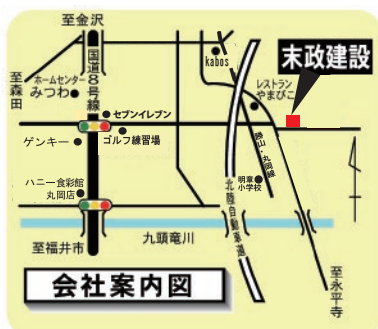 至金沢
国道8号線
至森田
ホームセンター
みつわ
kabos
末政建設
レストラン
やまびこ
セブンイレブン
ゲンキー
ゴルフ練習場
勝山・丸岡線
明章
小学校
ハニー食彩館
丸岡店
北陸自動車道
至福井市
九頭竜川
至永平寺
会社案内図